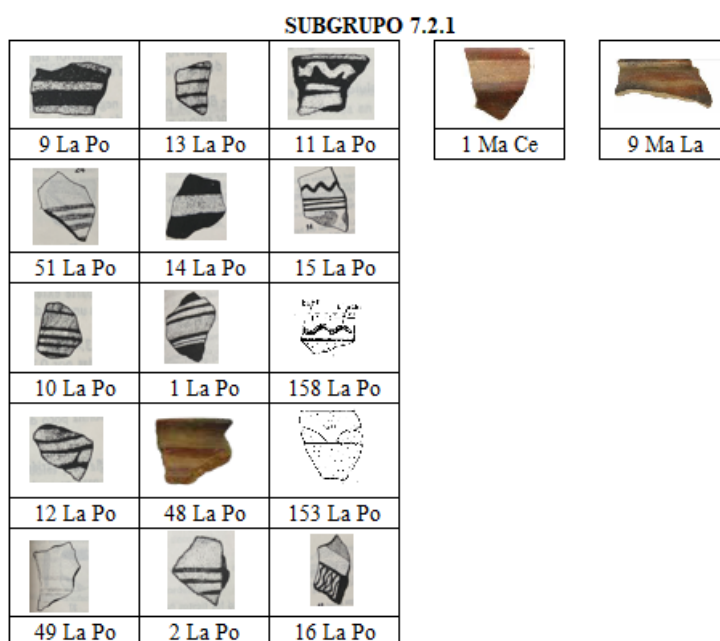 SUBGRUPO 7.2.1
9 La Po 13 La Po 11 La Po 1 Ma Ce 9 Ma La
51 La Po 14 La Po 15 La Po
10 La Po 1 La Po 158 La Po
12 La Po 48 La Po 153 La Po
49 La Po 2 La Po 16 La Po